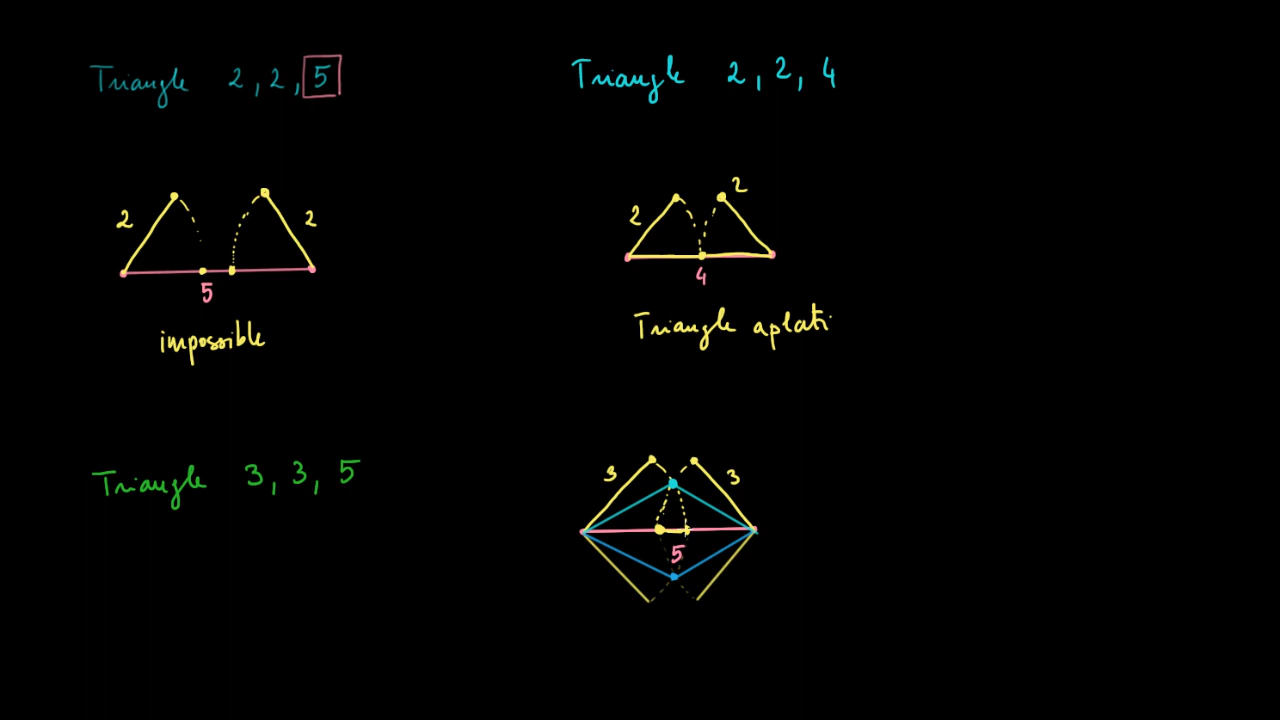 Triangle 2, 2, 5
Triangle 2, 2, 4
2
2
5
impossible
2
2
4
Triangle aplati
Triangle 3, 3, 5
3
3
5